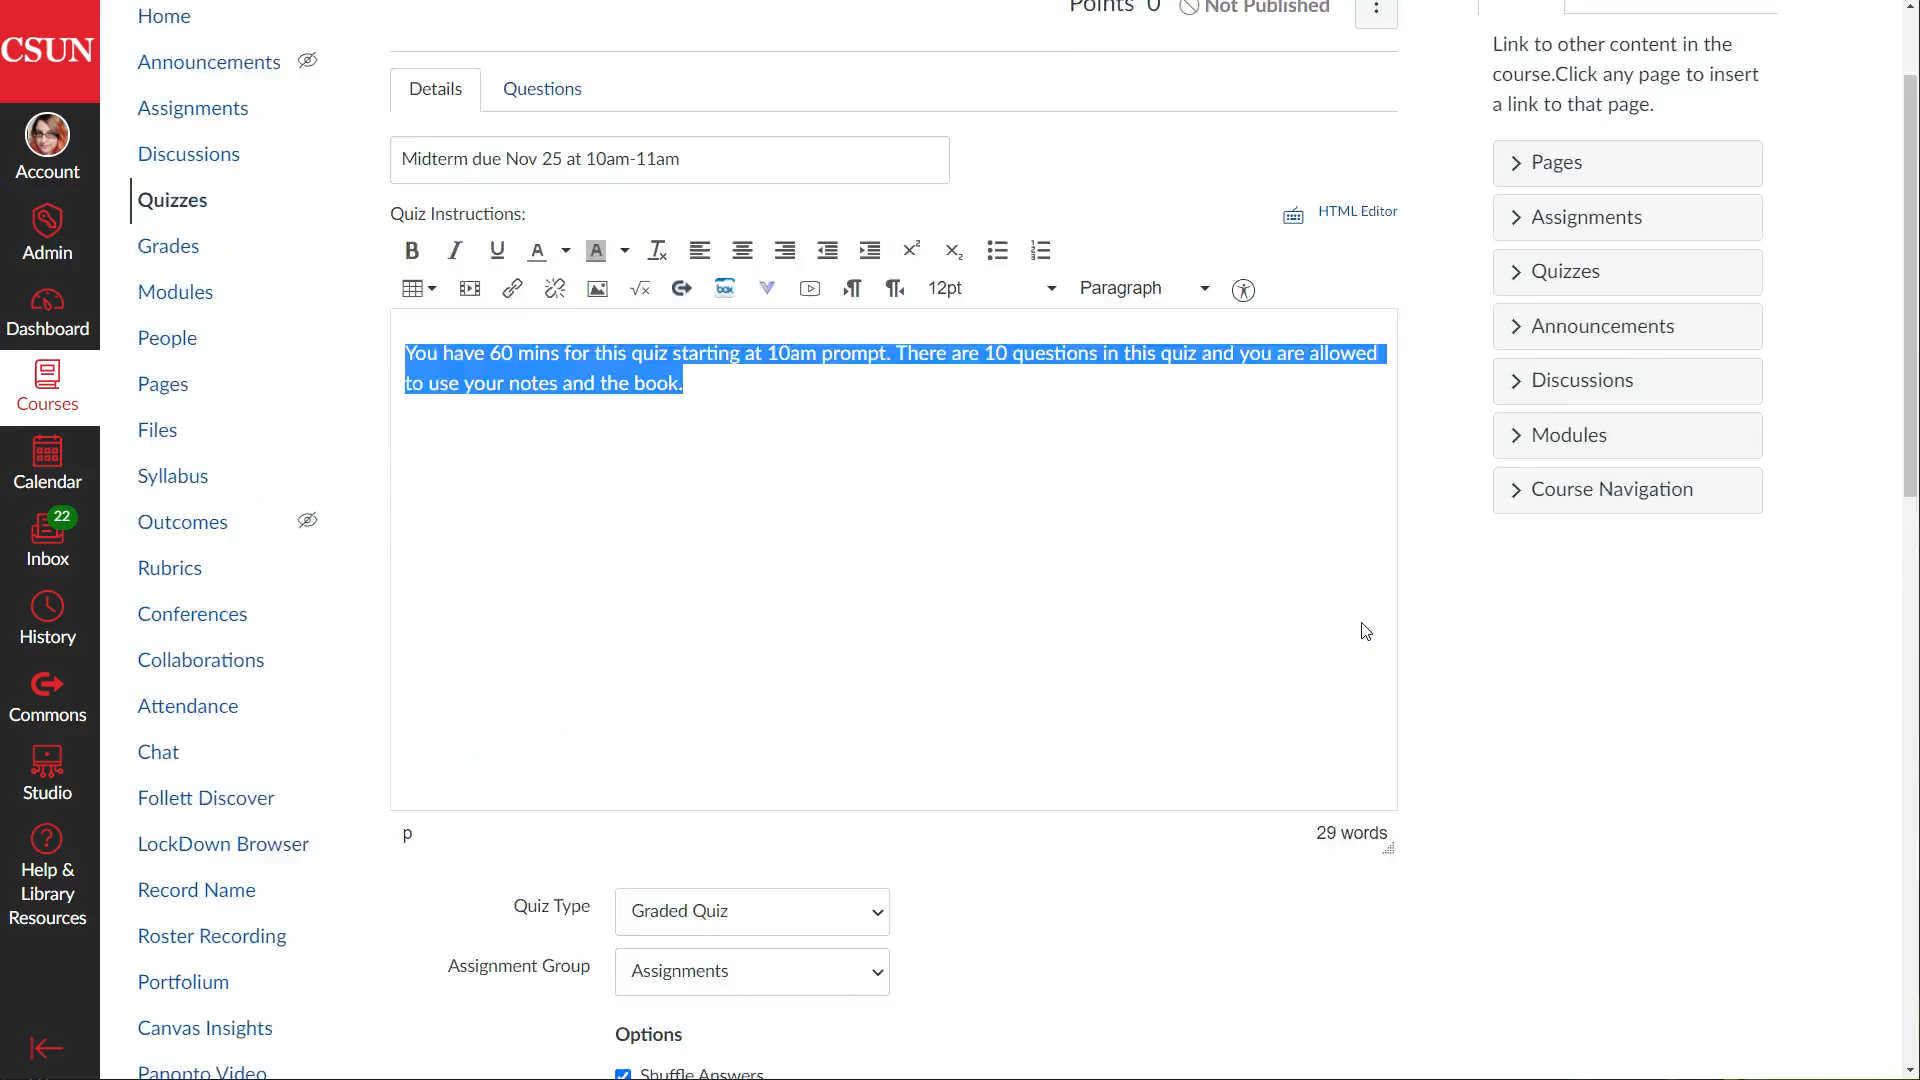 CSUN
Account
Admin
Dashboard
Courses
Calendar
22
Inbox
History
Commons
Studio
Help &
Library
Resources
Home
Announcements
Assignments
Discussions
Quizzes
Grades
Modules
People
Pages
Files
Syllabus
Outcomes
Rubrics
Conferences
Collaborations
Attendance
Chat
Follett Discover
LockDown Browser
Record Name
Roster Recording
Portfolium
Canvas Insights
Panopto Video
Points 0 Not Published
Details Questions
Midterm due Nov 25 at 10am-11am
Quiz Instructions: HTML Editor
12pt Paragraph
You have 60 mins for this quiz starting at 10am prompt. There are 10 questions in this quiz and you are allowed
to use your notes and the book.
p 29 words
Quiz Type Graded Quiz
Assignment Group Assignments
Options
Shuffle Answers
Link to other content in the
course.Click any page to insert
a link to that page.
Pages
Assignments
Quizzes
Announcements
Discussions
Modules
Course Navigation